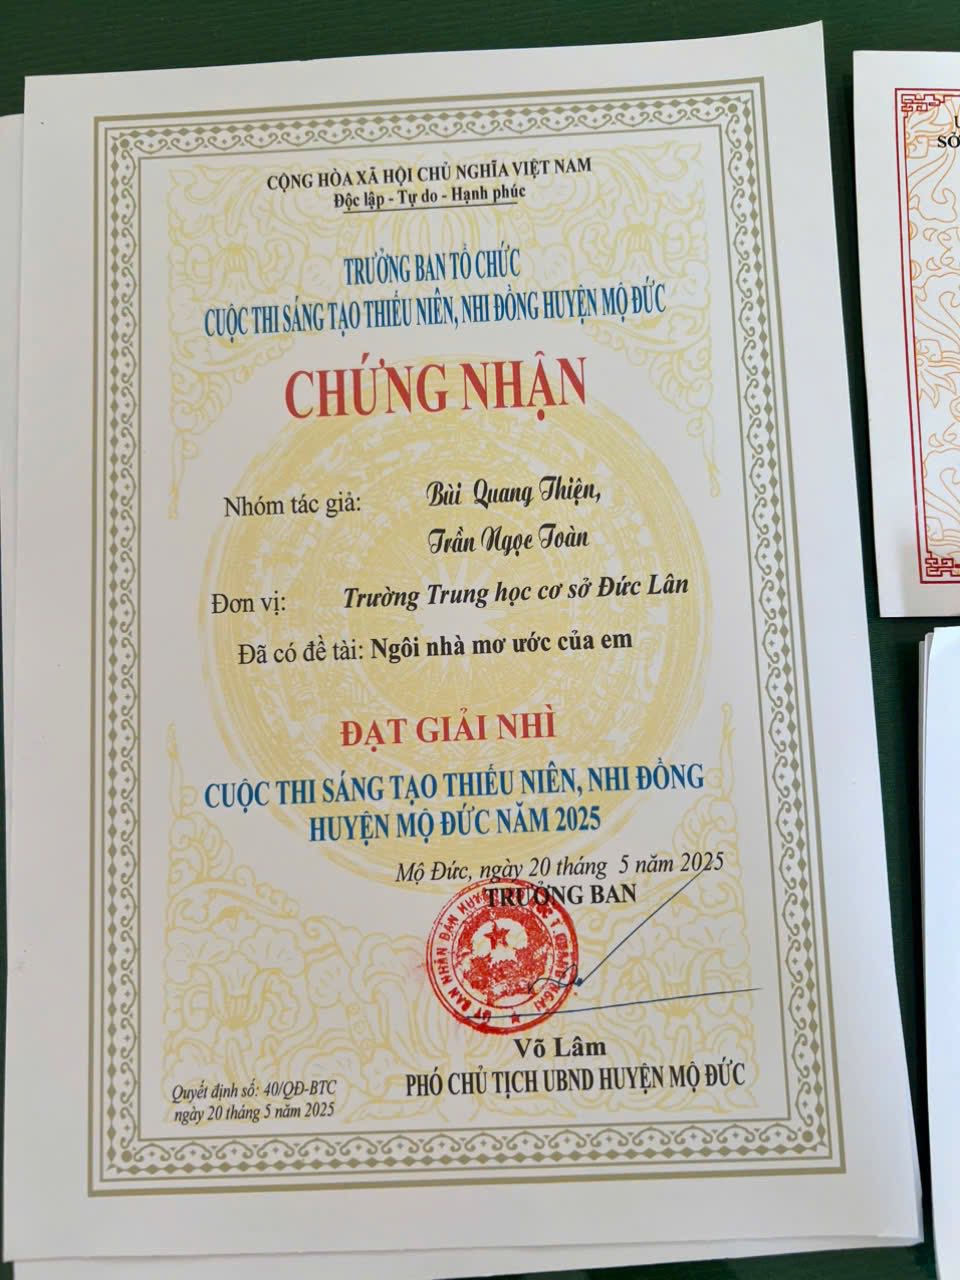 CỘNG HÒA XÃ HỘI CHỦ NGHĨA VIỆT NAM
Độc lập - Tự do - Hạnh phúc
TRƯỞNG BAN TỔ CHỨC
CUỘC THI SÁNG TẠO THIẾU NIÊN, NHI ĐỒNG HUYỆN MỘ ĐỨC
CHỨNG NHẬN
Nhóm tác giả: Bùi Quang Thiện,
Trần Ngọc Toàn
Đơn vị: Trường Trung học cơ sở Đức Lân
Đã có đề tài: Ngôi nhà mơ ước của em
ĐẠT GIẢI NHÌ
CUỘC THI SÁNG TẠO THIẾU NIÊN, NHI ĐỒNG
HUYỆN MỘ ĐỨC NĂM 2025
Mộ Đức, ngày 20 tháng 5 năm 2025
TRƯỞNG BAN
Võ Lâm
PHÓ CHỦ TỊCH UBND HUYỆN MỘ ĐỨC
Quyết định số: 40/QĐ-BTC
ngày 20 tháng 5 năm 2025
SỞ